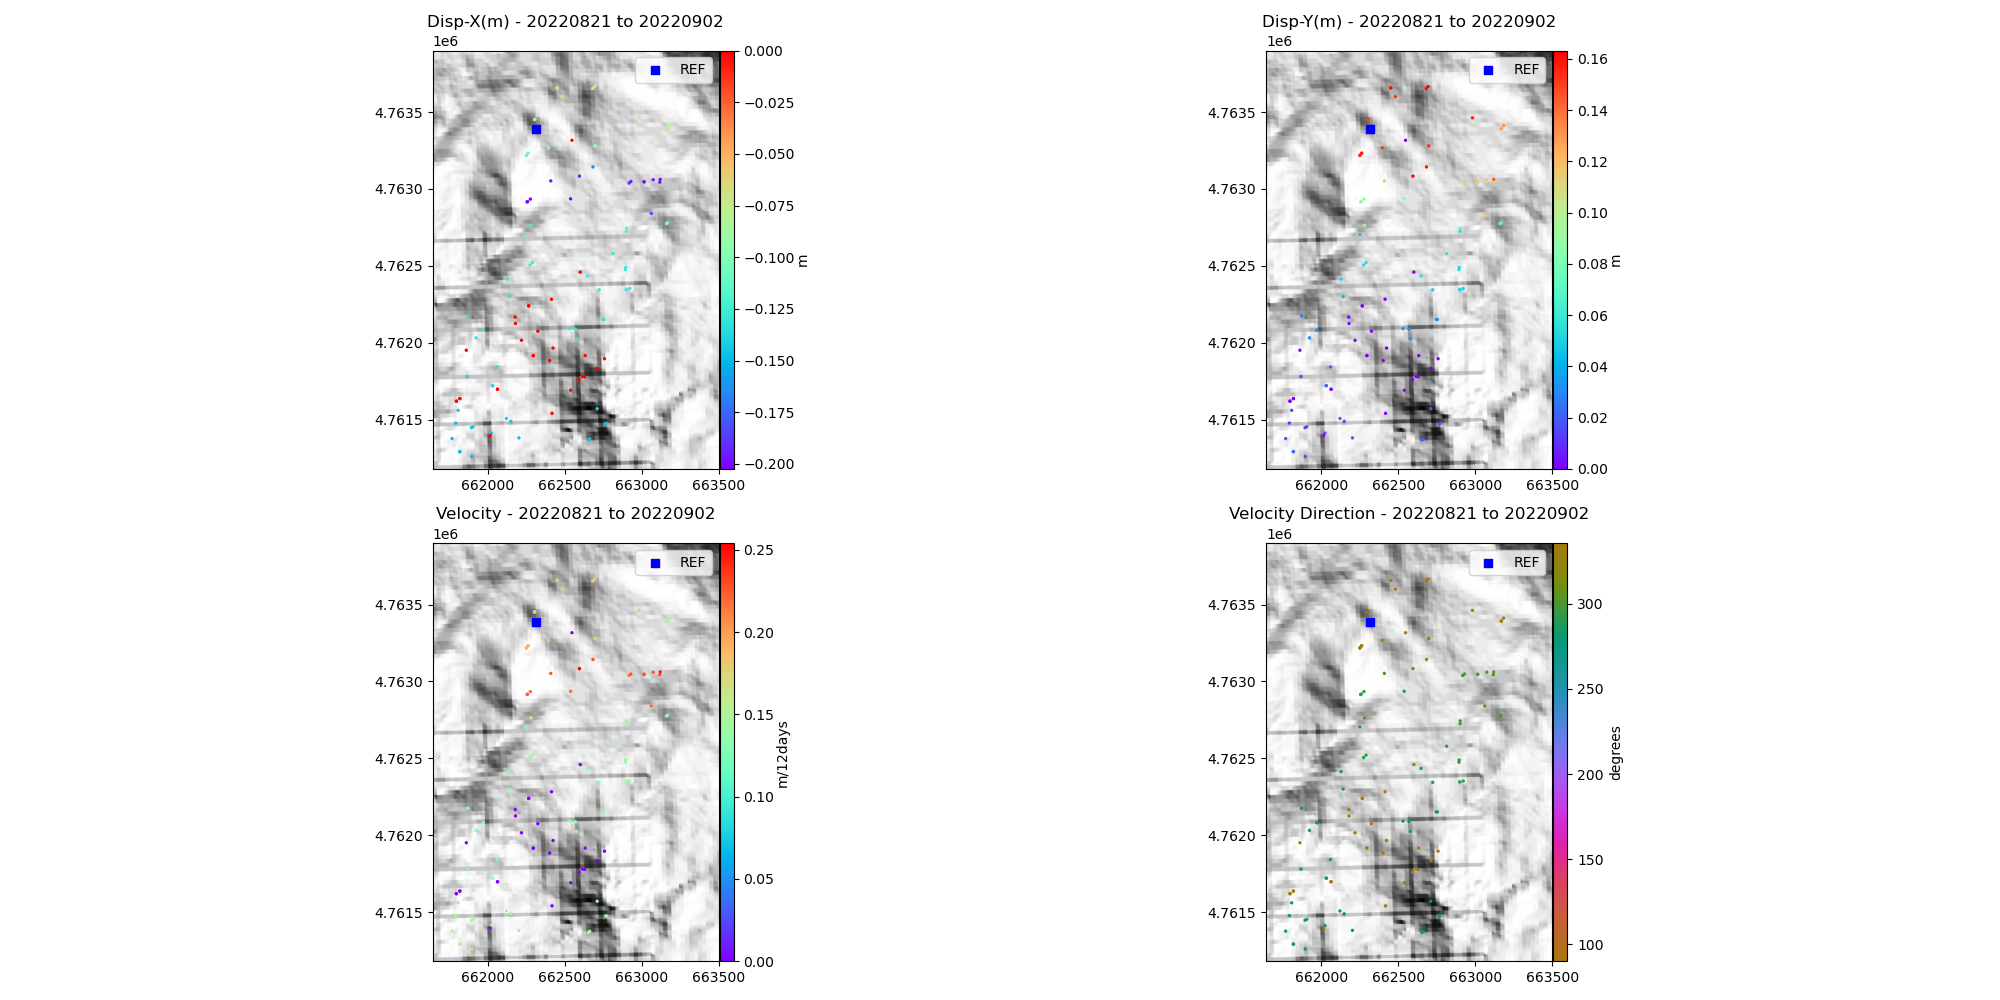 Disp-X(m) - 20220821 to 20220902
1e6
REF
4.7635
4.7630
4.7625
4.7620
4.7615
662000 662500 663000 663500
0.000
−0.025
−0.050
−0.075
−0.100
−0.125
−0.150
−0.175
−0.200
m
Disp-Y(m) - 20220821 to 20220902
1e6
REF
4.7635
4.7630
4.7625
4.7620
4.7615
662000 662500 663000 663500
0.16
0.14
0.12
0.10
0.08
0.06
0.04
0.02
0.00
m
Velocity - 20220821 to 20220902
1e6
REF
4.7635
4.7630
4.7625
4.7620
4.7615
662000 662500 663000 663500
0.25
0.20
0.15
0.10
0.05
0.00
m/12days
Velocity Direction - 20220821 to 20220902
1e6
REF
4.7635
4.7630
4.7625
4.7620
4.7615
662000 662500 663000 663500
300
250
200
150
100
degrees